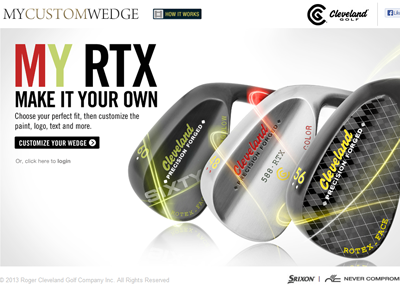 MYCUSTOMWEDGE
HOW IT WORKS
Cleveland
GOLF
MY RTX
MAKE IT YOUR OWN
Choose your perfect fit, then customize the
paint, logo, text and more.
CUSTOMIZE YOUR WEDGE
Or, click here to login
Cleveland
PRECISION FORGED
SIXTY
Cleveland
PRECISION FORGED
588 RTX
COLOR
Cleveland
PRECISION FORGED
ROTEX FACE
© 2013 Roger Cleveland Golf Company Inc. All Rights Reserved
SRIXON
NEVER COMPROMISE